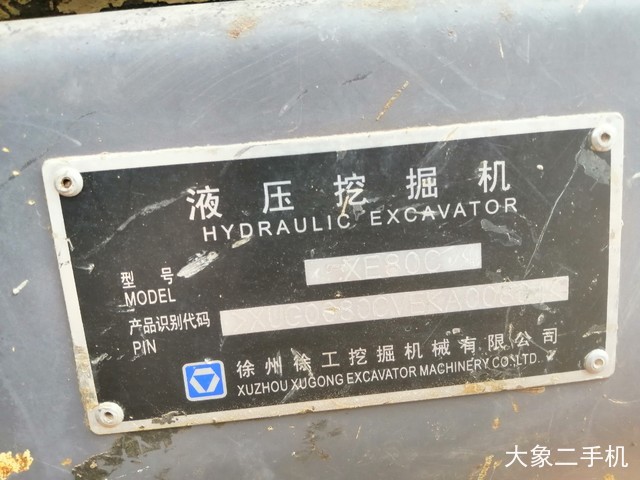 液压挖掘机
HYDRAULIC EXCAVATOR
型号
MODEL
XE80C
产品识别代码
PIN
徐州徐工挖掘机械有限公司
XUZHOU XUGONG EXCAVATOR MACHINERY CO.,LTD.
大象二手机